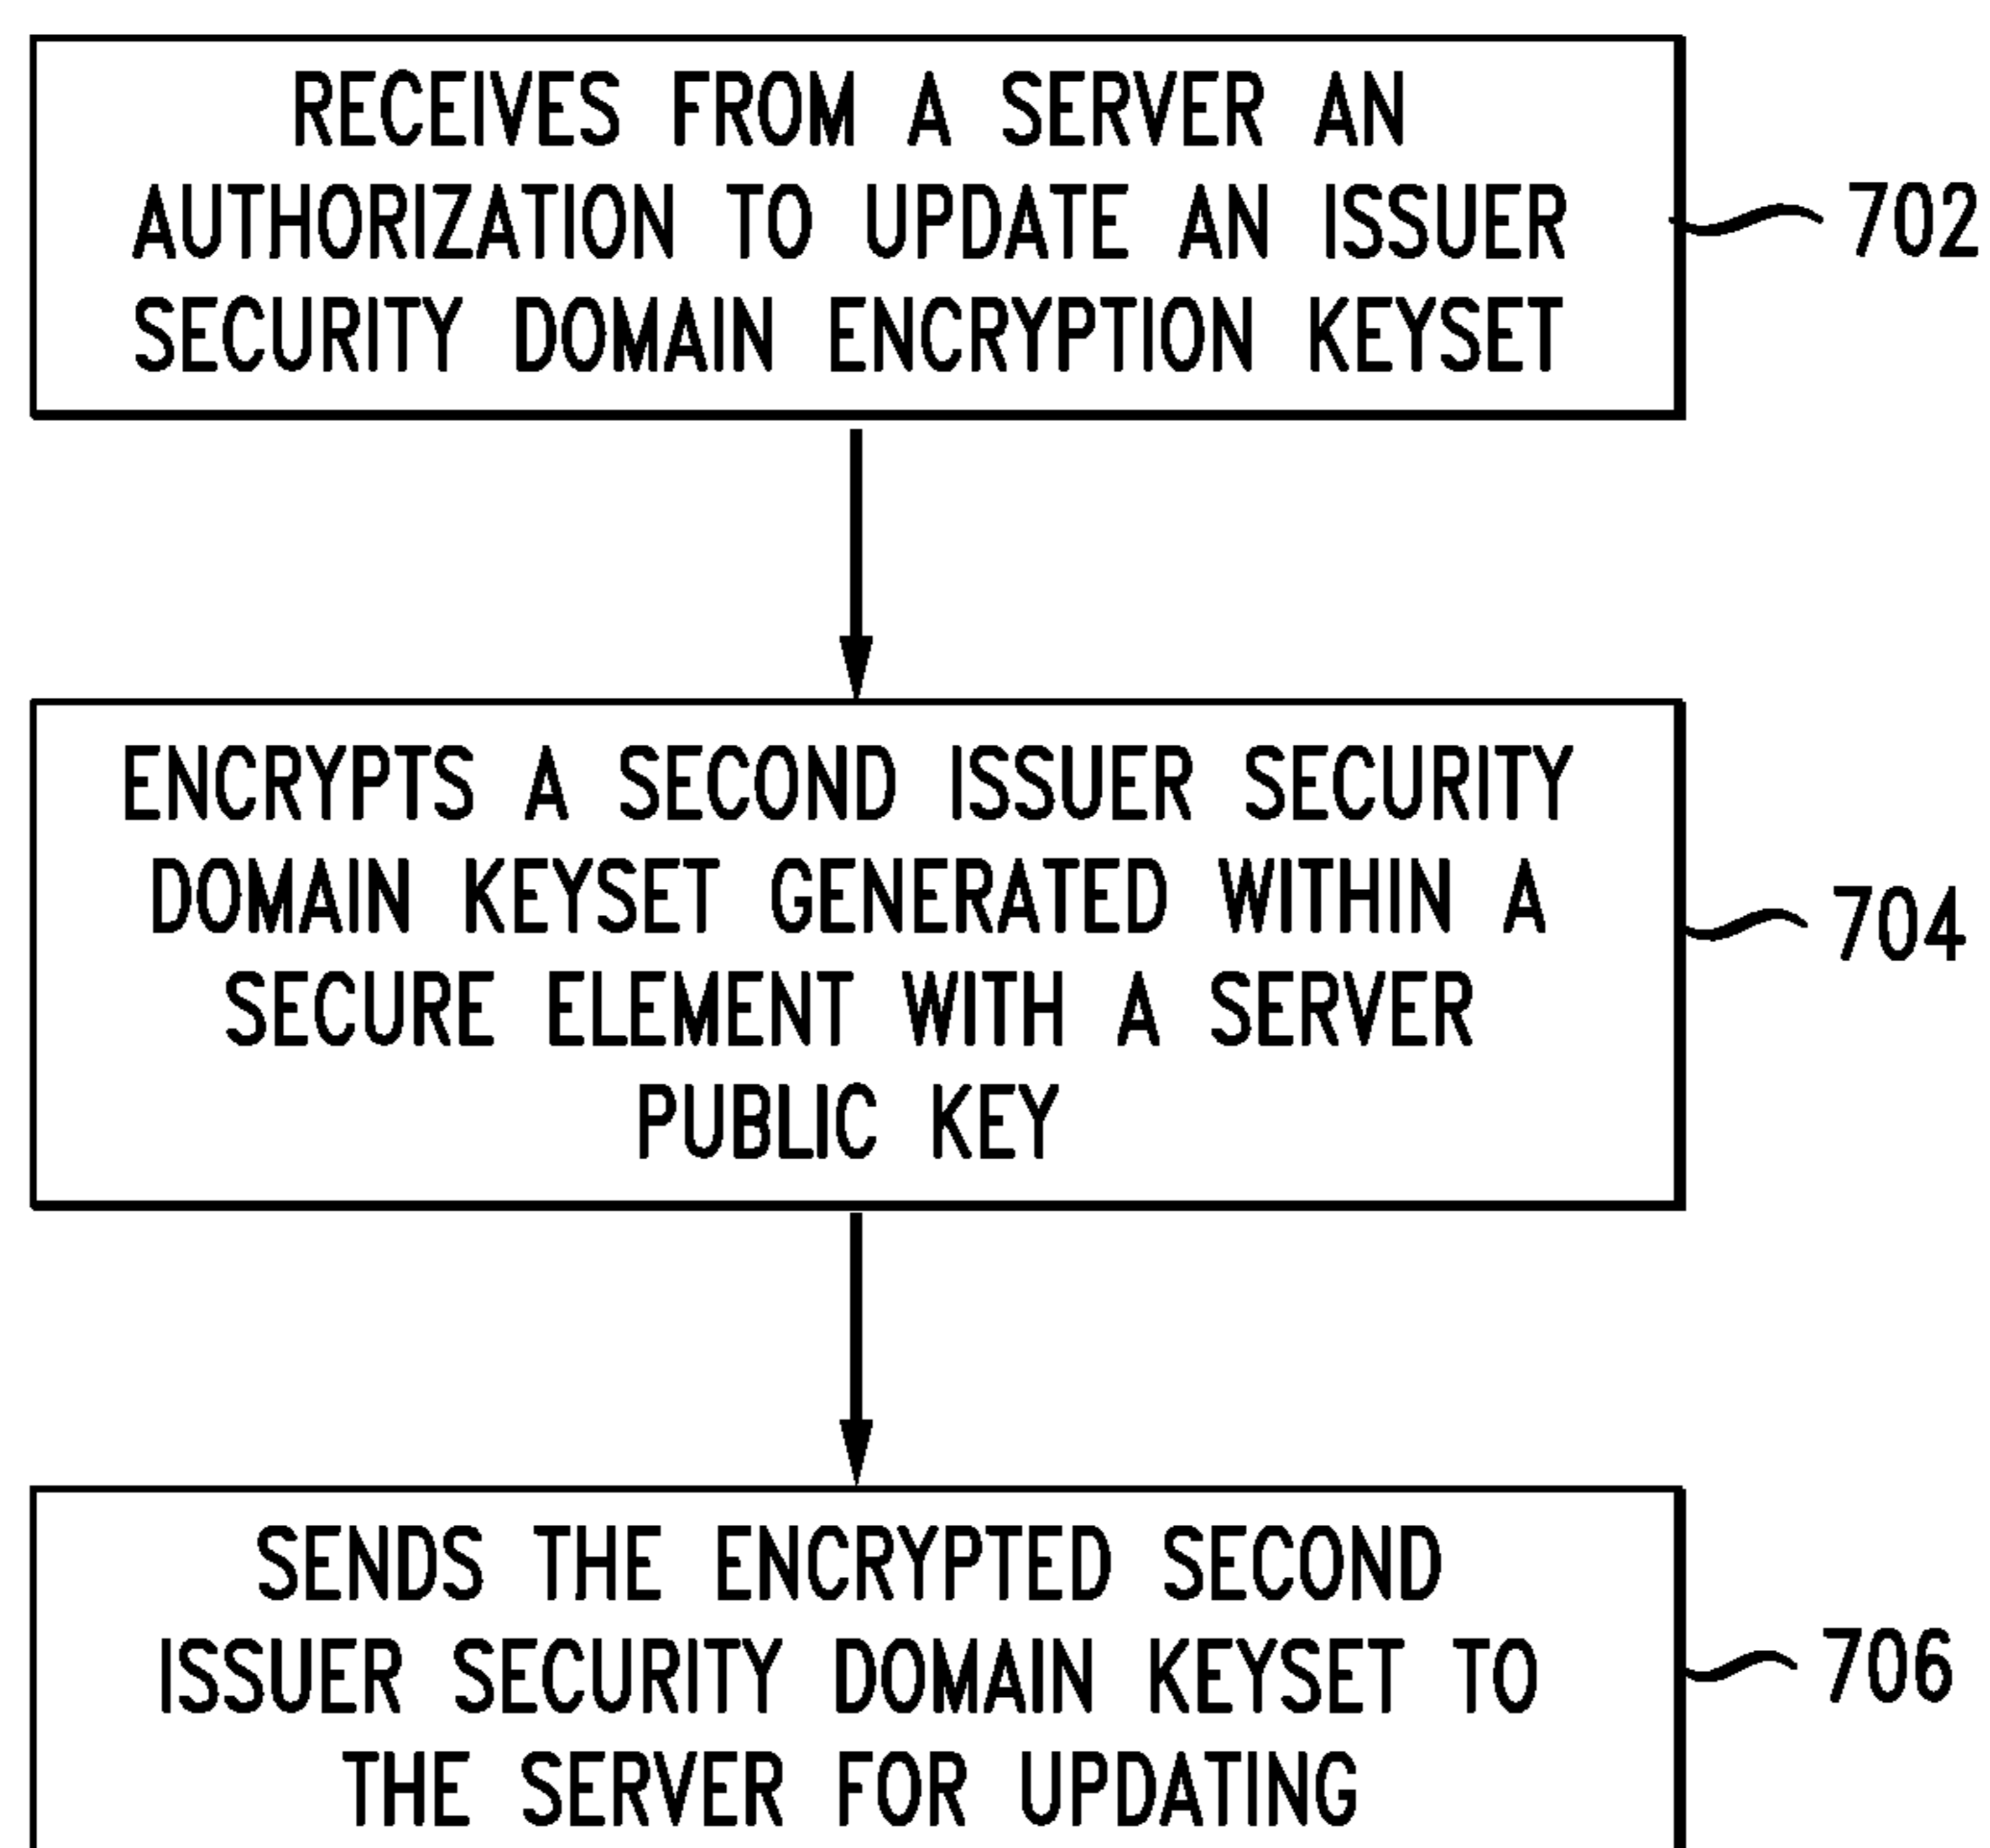 RECEIVES FROM A SERVER AN
AUTHORIZATION TO UPDATE AN ISSUER
SECURITY DOMAIN ENCRYPTION KEYSET
702
ENCRYPTS A SECOND ISSUER SECURITY
DOMAIN KEYSET GENERATED WITHIN A
SECURE ELEMENT WITH A SERVER
PUBLIC KEY
704
SENDS THE ENCRYPTED SECOND
ISSUER SECURITY DOMAIN KEYSET TO
THE SERVER FOR UPDATING
706